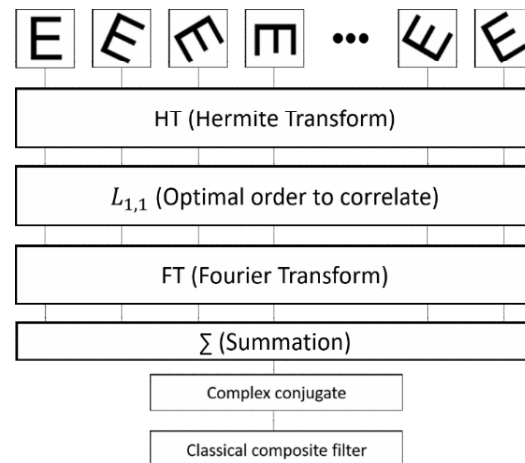 E E E E ••• E E
HT (Hermite Transform)
L₁,₁ (Optimal order to correlate)
FT (Fourier Transform)
∑ (Summation)
Complex conjugate
Classical composite filter